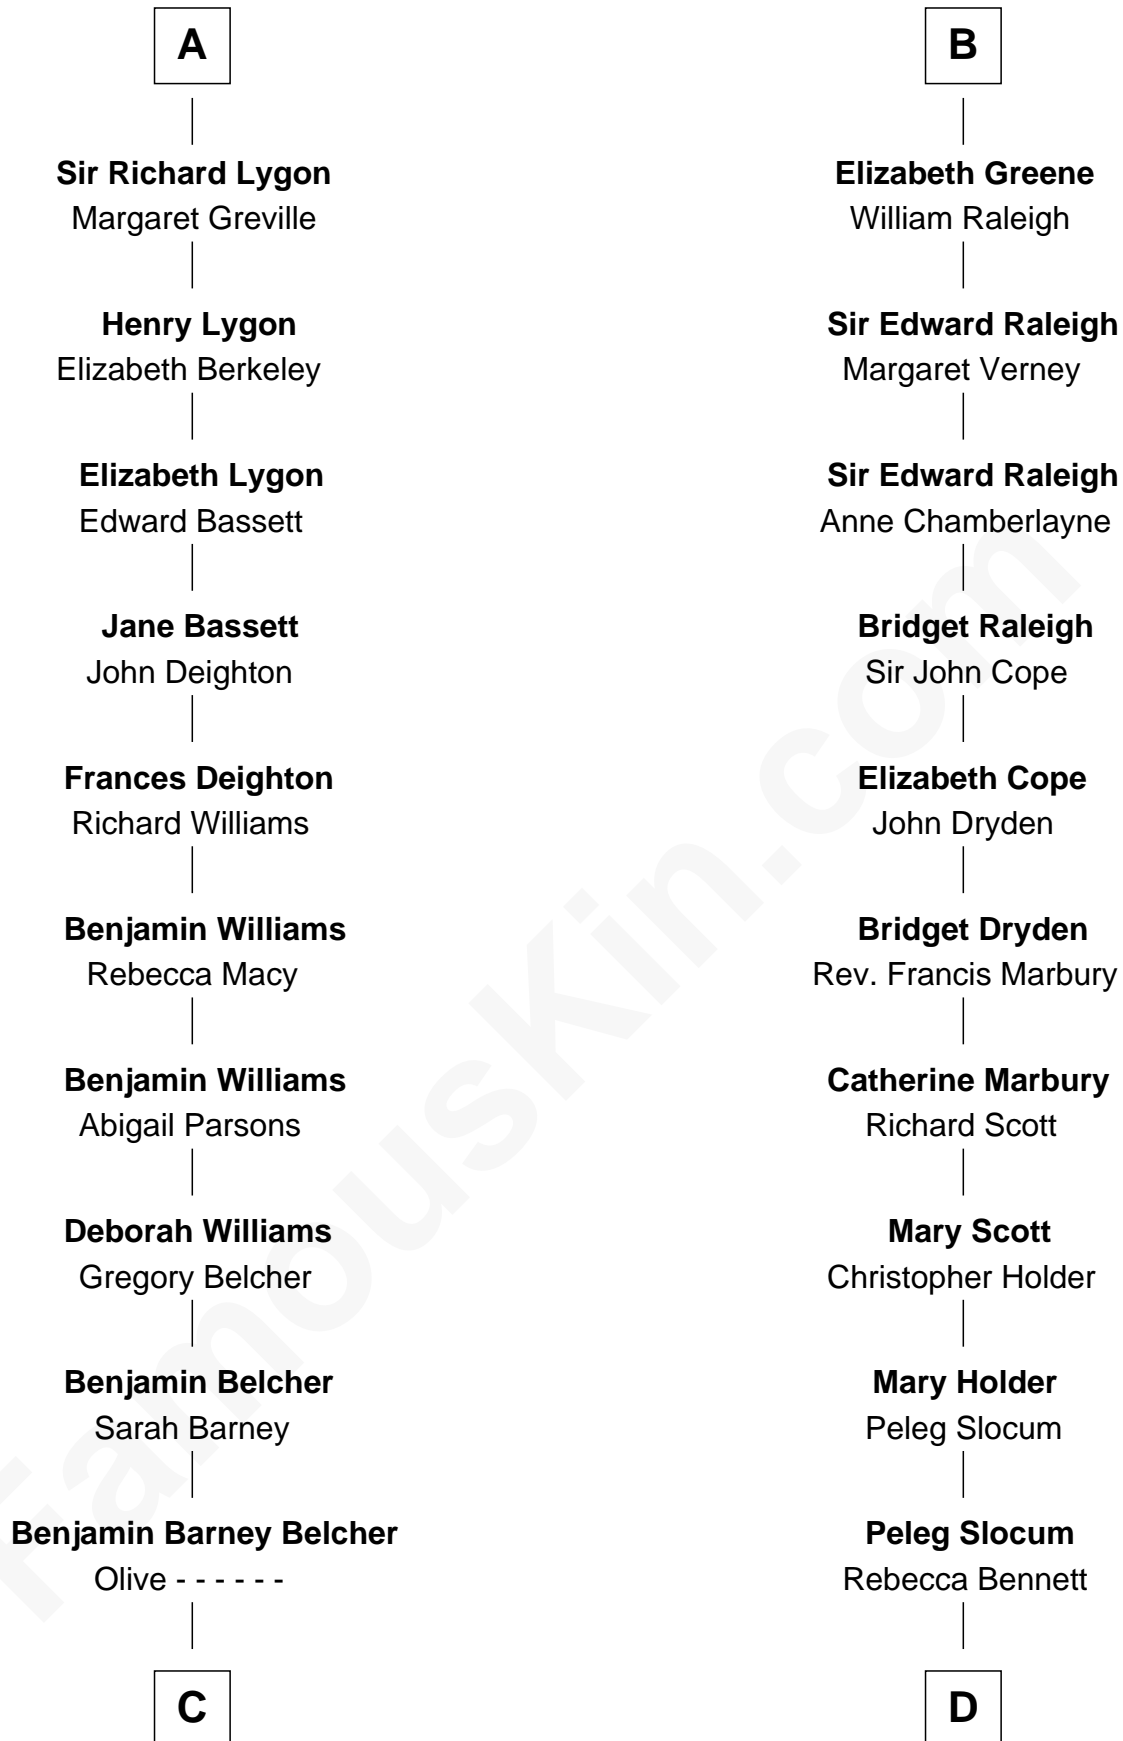 A
Sir Richard Lygon
Margaret Greville
Henry Lygon
Elizabeth Berkeley
Elizabeth Lygon
Edward Bassett
Jane Bassett
John Deighton
Frances Deighton
Richard Williams
Benjamin Williams
Rebecca Macy
Benjamin Williams
Abigail Parsons
Deborah Williams
Gregory Belcher
Benjamin Belcher
Sarah Barney
Benjamin Barney Belcher
Olive - - - - - -
C
B
Elizabeth Greene
William Raleigh
Sir Edward Raleigh
Margaret Verney
Sir Edward Raleigh
Anne Chamberlayne
Bridget Raleigh
Sir John Cope
Elizabeth Cope
John Dryden
Bridget Dryden
Rev. Francis Marbury
Catherine Marbury
Richard Scott
Mary Scott
Christopher Holder
Mary Holder
Peleg Slocum
Peleg Slocum
Rebecca Bennett
D
FamousKin.com